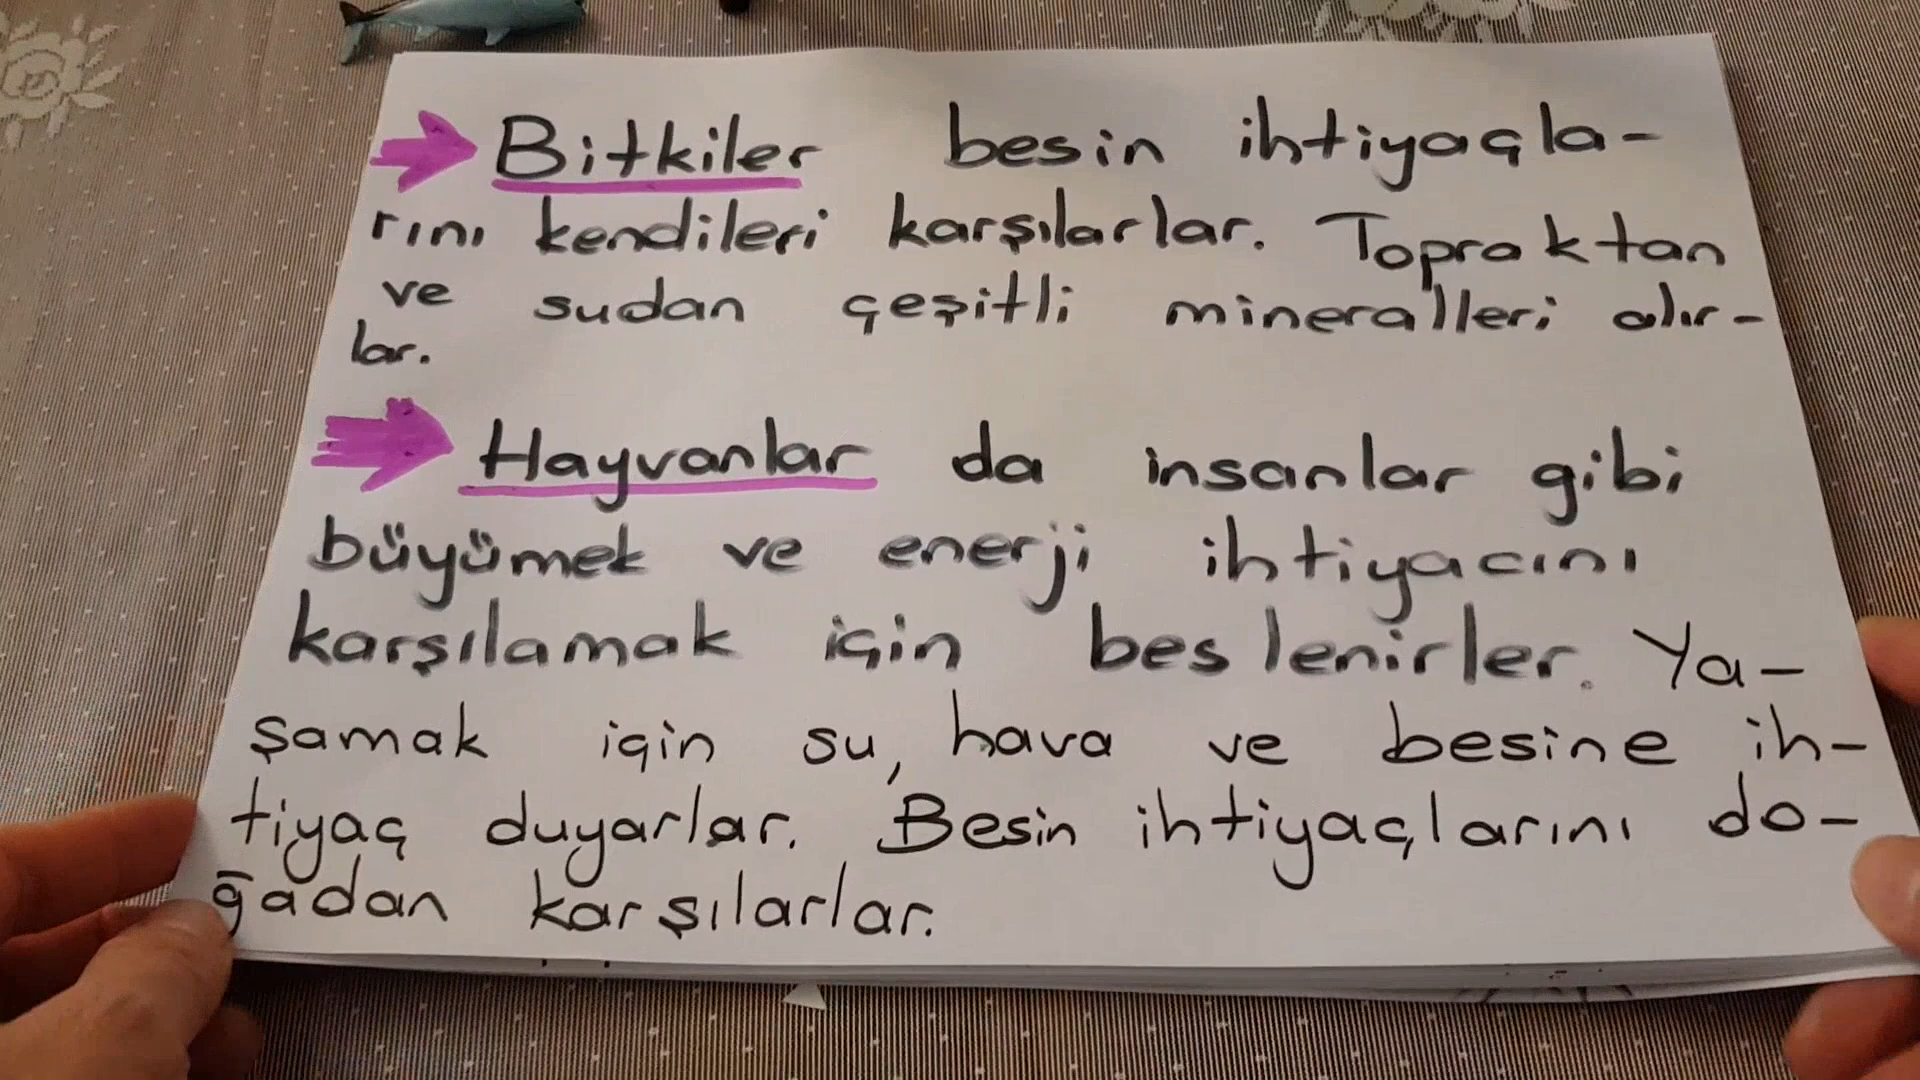 Bitkiler besin ihtiyaçla-
rını kendileri karşılarlar. Topraktan
ve sudan çeşitli mineralleri alır-
lar.
Hayvanlar da insanlar gibi
büyümek ve enerji ihtiyacını
karşılamak için beslenirler. Ya-
şamak için su, hava ve besine ih-
tiyaç duyarlar. Besin ihtiyaçlarını do-
ğadan karşılarlar.